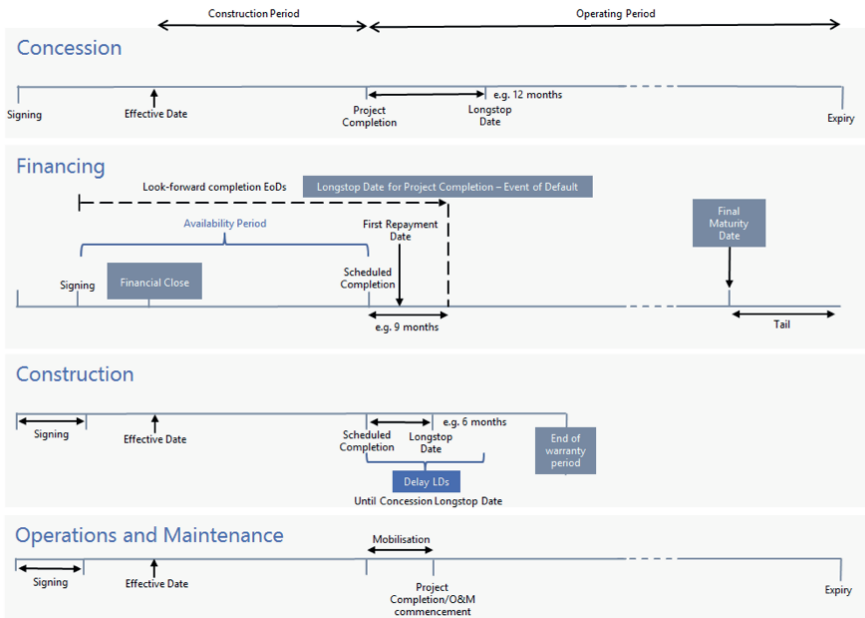 Construction Period
Operating Period
Concession
Signing
Effective Date
Project
Completion
e.g. 12 months
Longstop
Date
Expiry
Financing
Look-forward completion EoDs
Longstop Date for Project Completion – Event of Default
Availability Period
First Repayment
Date
Final
Maturity
Date
Signing
Financial Close
Scheduled
Completion
e.g. 9 months
Tail
Construction
Signing
Effective Date
Scheduled
Completion
e.g. 6 months
Longstop
Date
End of
warranty
period
Delay LDs
Until Concession Longstop Date
Operations and Maintenance
Signing
Effective Date
Mobilisation
Project
Completion/O&M
commencement
Expiry